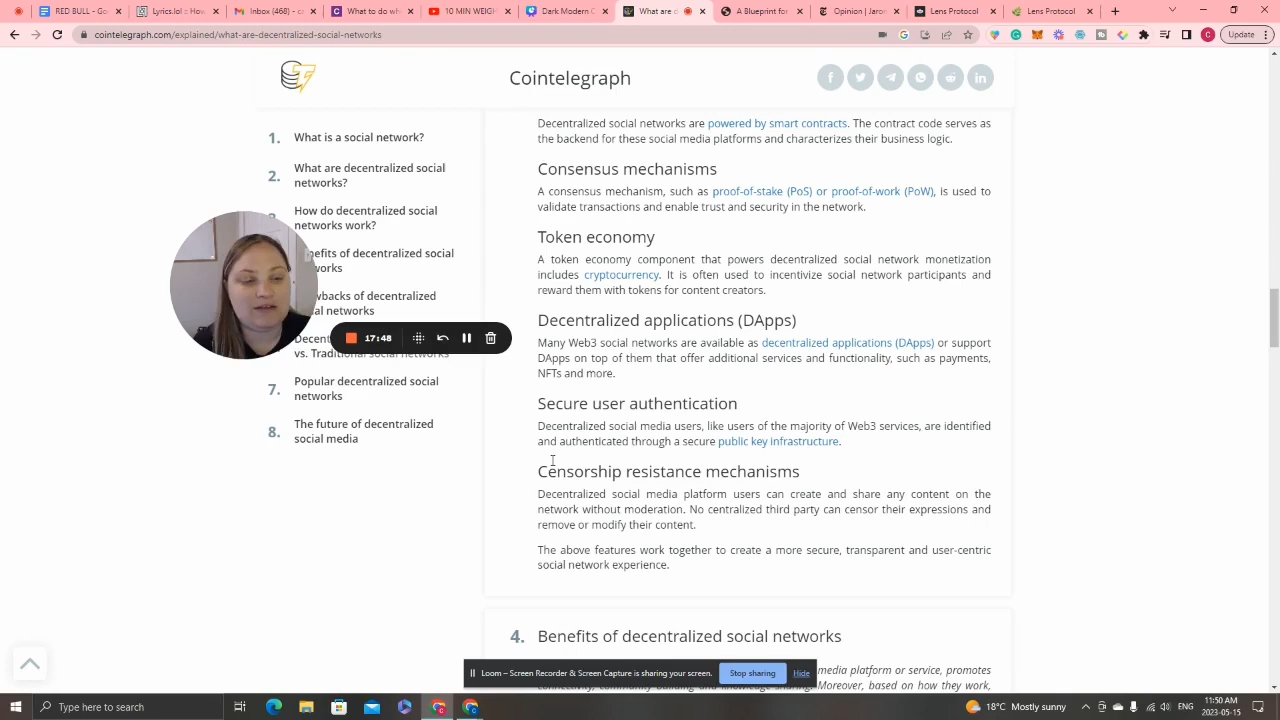 RED BULL - Go
Lyrics.lol :
Inbox (468) - c
What to do wh
10 MIN WEIGH
Dark Modern C
What are d
A Blueprint for
Opinion | Aca
Lens Protocol
Lens Protocol
cointelegraph.com/explained/what-are-decentralized-social-networks
Update
Cointelegraph
1. What is a social network?
2. What are decentralized social
networks?
How do decentralized social
networks work?
nefits of decentralized social
works
wbacks of decentralized
al networks
Decent
vs. Traditional social networks
7. Popular decentralized social
networks
8. The future of decentralized
social media
17:48
Decentralized social networks are powered by smart contracts. The contract code serves as
the backend for these social media platforms and characterizes their business logic.
Consensus mechanisms
A consensus mechanism, such as proof-of-stake (PoS) or proof-of-work (PoW), is used to
validate transactions and enable trust and security in the network.
Token economy
A token economy component that powers decentralized social network monetization
includes cryptocurrency. It is often used to incentivize social network participants and
reward them with tokens for content creators.
Decentralized applications (DApps)
Many Web3 social networks are available as decentralized applications (DApps) or support
DApps on top of them that offer additional services and functionality, such as payments,
NFTs and more.
Secure user authentication
Decentralized social media users, like users of the majority of Web3 services, are identified
and authenticated through a secure public key infrastructure.
Censorship resistance mechanisms
Decentralized social media platform users can create and share any content on the
network without moderation. No centralized third party can censor their expressions and
remove or modify their content.
The above features work together to create a more secure, transparent and user-centric
social network experience.
4. Benefits of decentralized social networks
media platform or service, promotes
Moreover, based on how they work,
Loom – Screen Recorder & Screen Capture is sharing your screen.
Stop sharing
Hide
Type here to search
18°C Mostly sunny
11:50 AM
2023-05-15